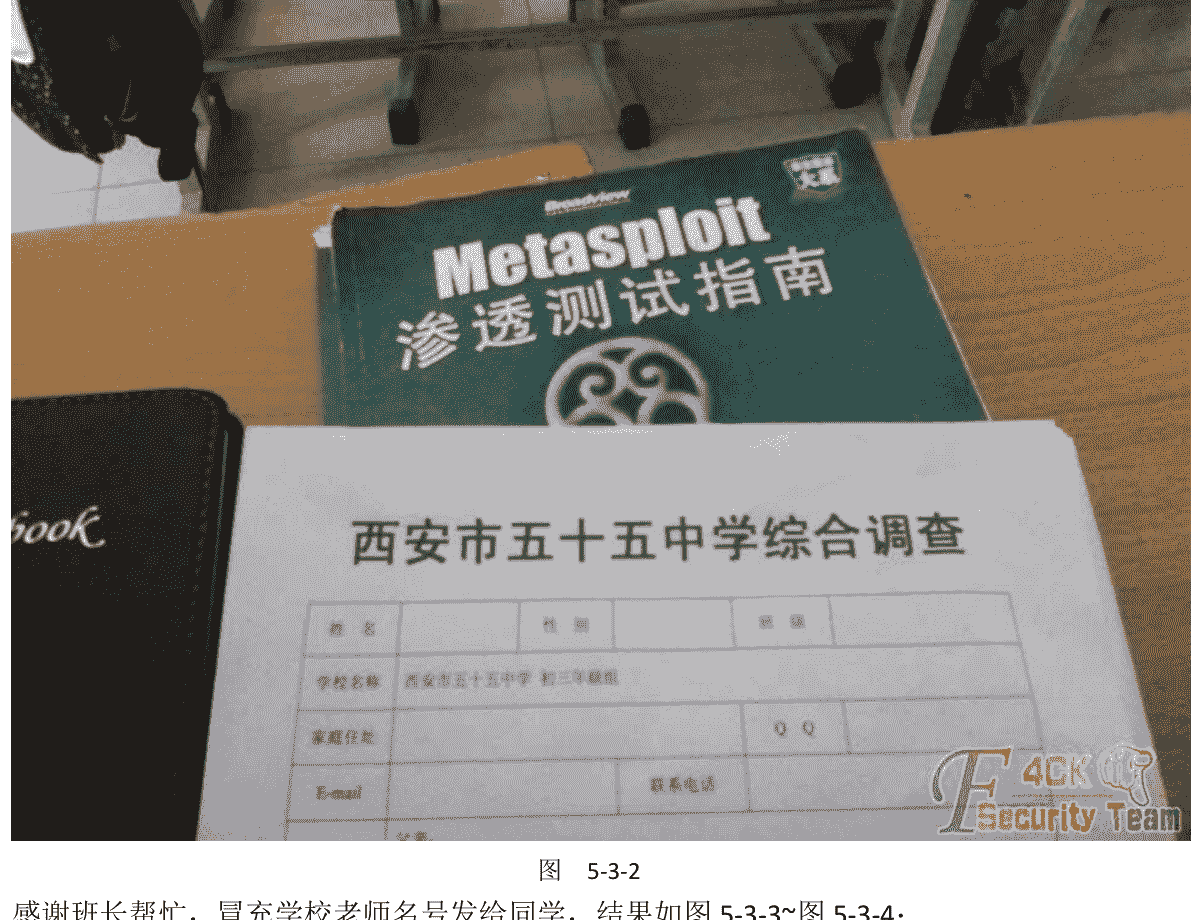 Broadview
大系
Metasploit
渗透测试指南
book
西安市五十五中学综合调查
姓 名
性 别
班 级
学校名称
西安市五十五中学 初三年级组
家庭住址
Q Q
E-mail
联系电话
F4CK
Security Team
图 5-3-2
感谢班长帮忙，冒充学校老师名号发给同学，结果如图 5-3-3~图 5-3-4：